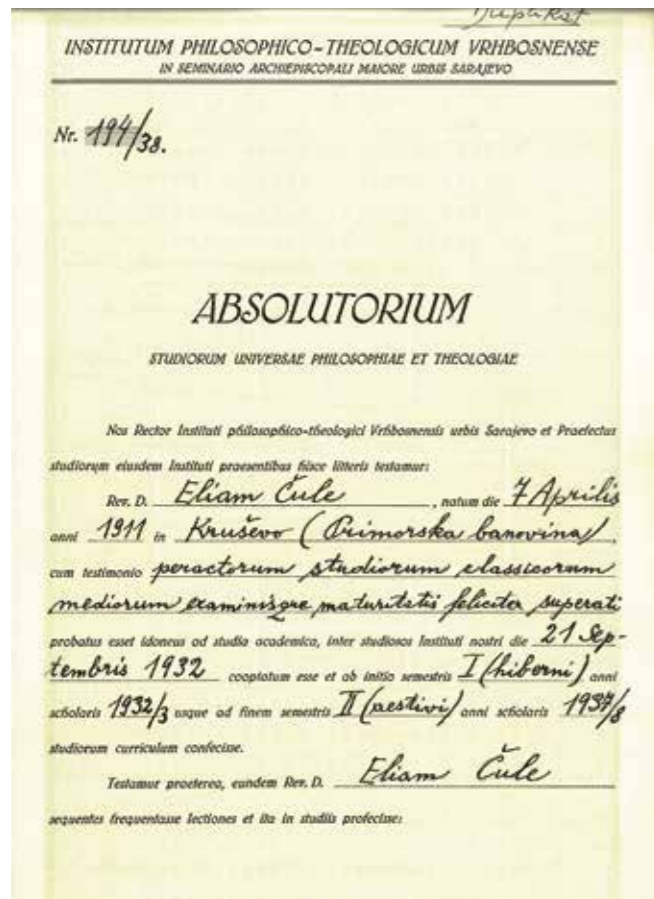 Duplikat
INSTITUTUM PHILOSOPHICO-THEOLOGICUM VRHBOSNENSE
IN SEMINARIO ARCHIEPISCOPALI MAIORE URBIS SARAJEVO
Nr. 194/38.
ABSOLUTORIUM
STUDIORUM UNIVERSAE PHILOSOPHIAE ET THEOLOGIAE
Nos Rector Instituti philosophico-theologici Vrhbosnensis urbis Sarajevo et Praefectus
studiorum eiusdem Instituti praesentibus hisce litteris testamur:
Rev. D. Eliam Čule, natum die 7 Aprilis
anni 1911 in Kruševo (Primorska banovina)
cum testimonio peractorum studiorum classicorum
mediorum examinisque maturitatis feliciter superati
probatus esset idoneus ad studia academica, inter studiosos Instituti nostri die 21 Sep-
tembris 1932 cooptatum esse et ab initio semestris I (hiberni) anni
scholaris 1932/3 usque ad finem semestris II (aestivi) anni scholaris 1937/8
studiorum curriculum confecisse.
Testamur praeterea, eundem Rev. D. Eliam Čule
sequentes frequentasse lectiones et ita in studiis profecisse: